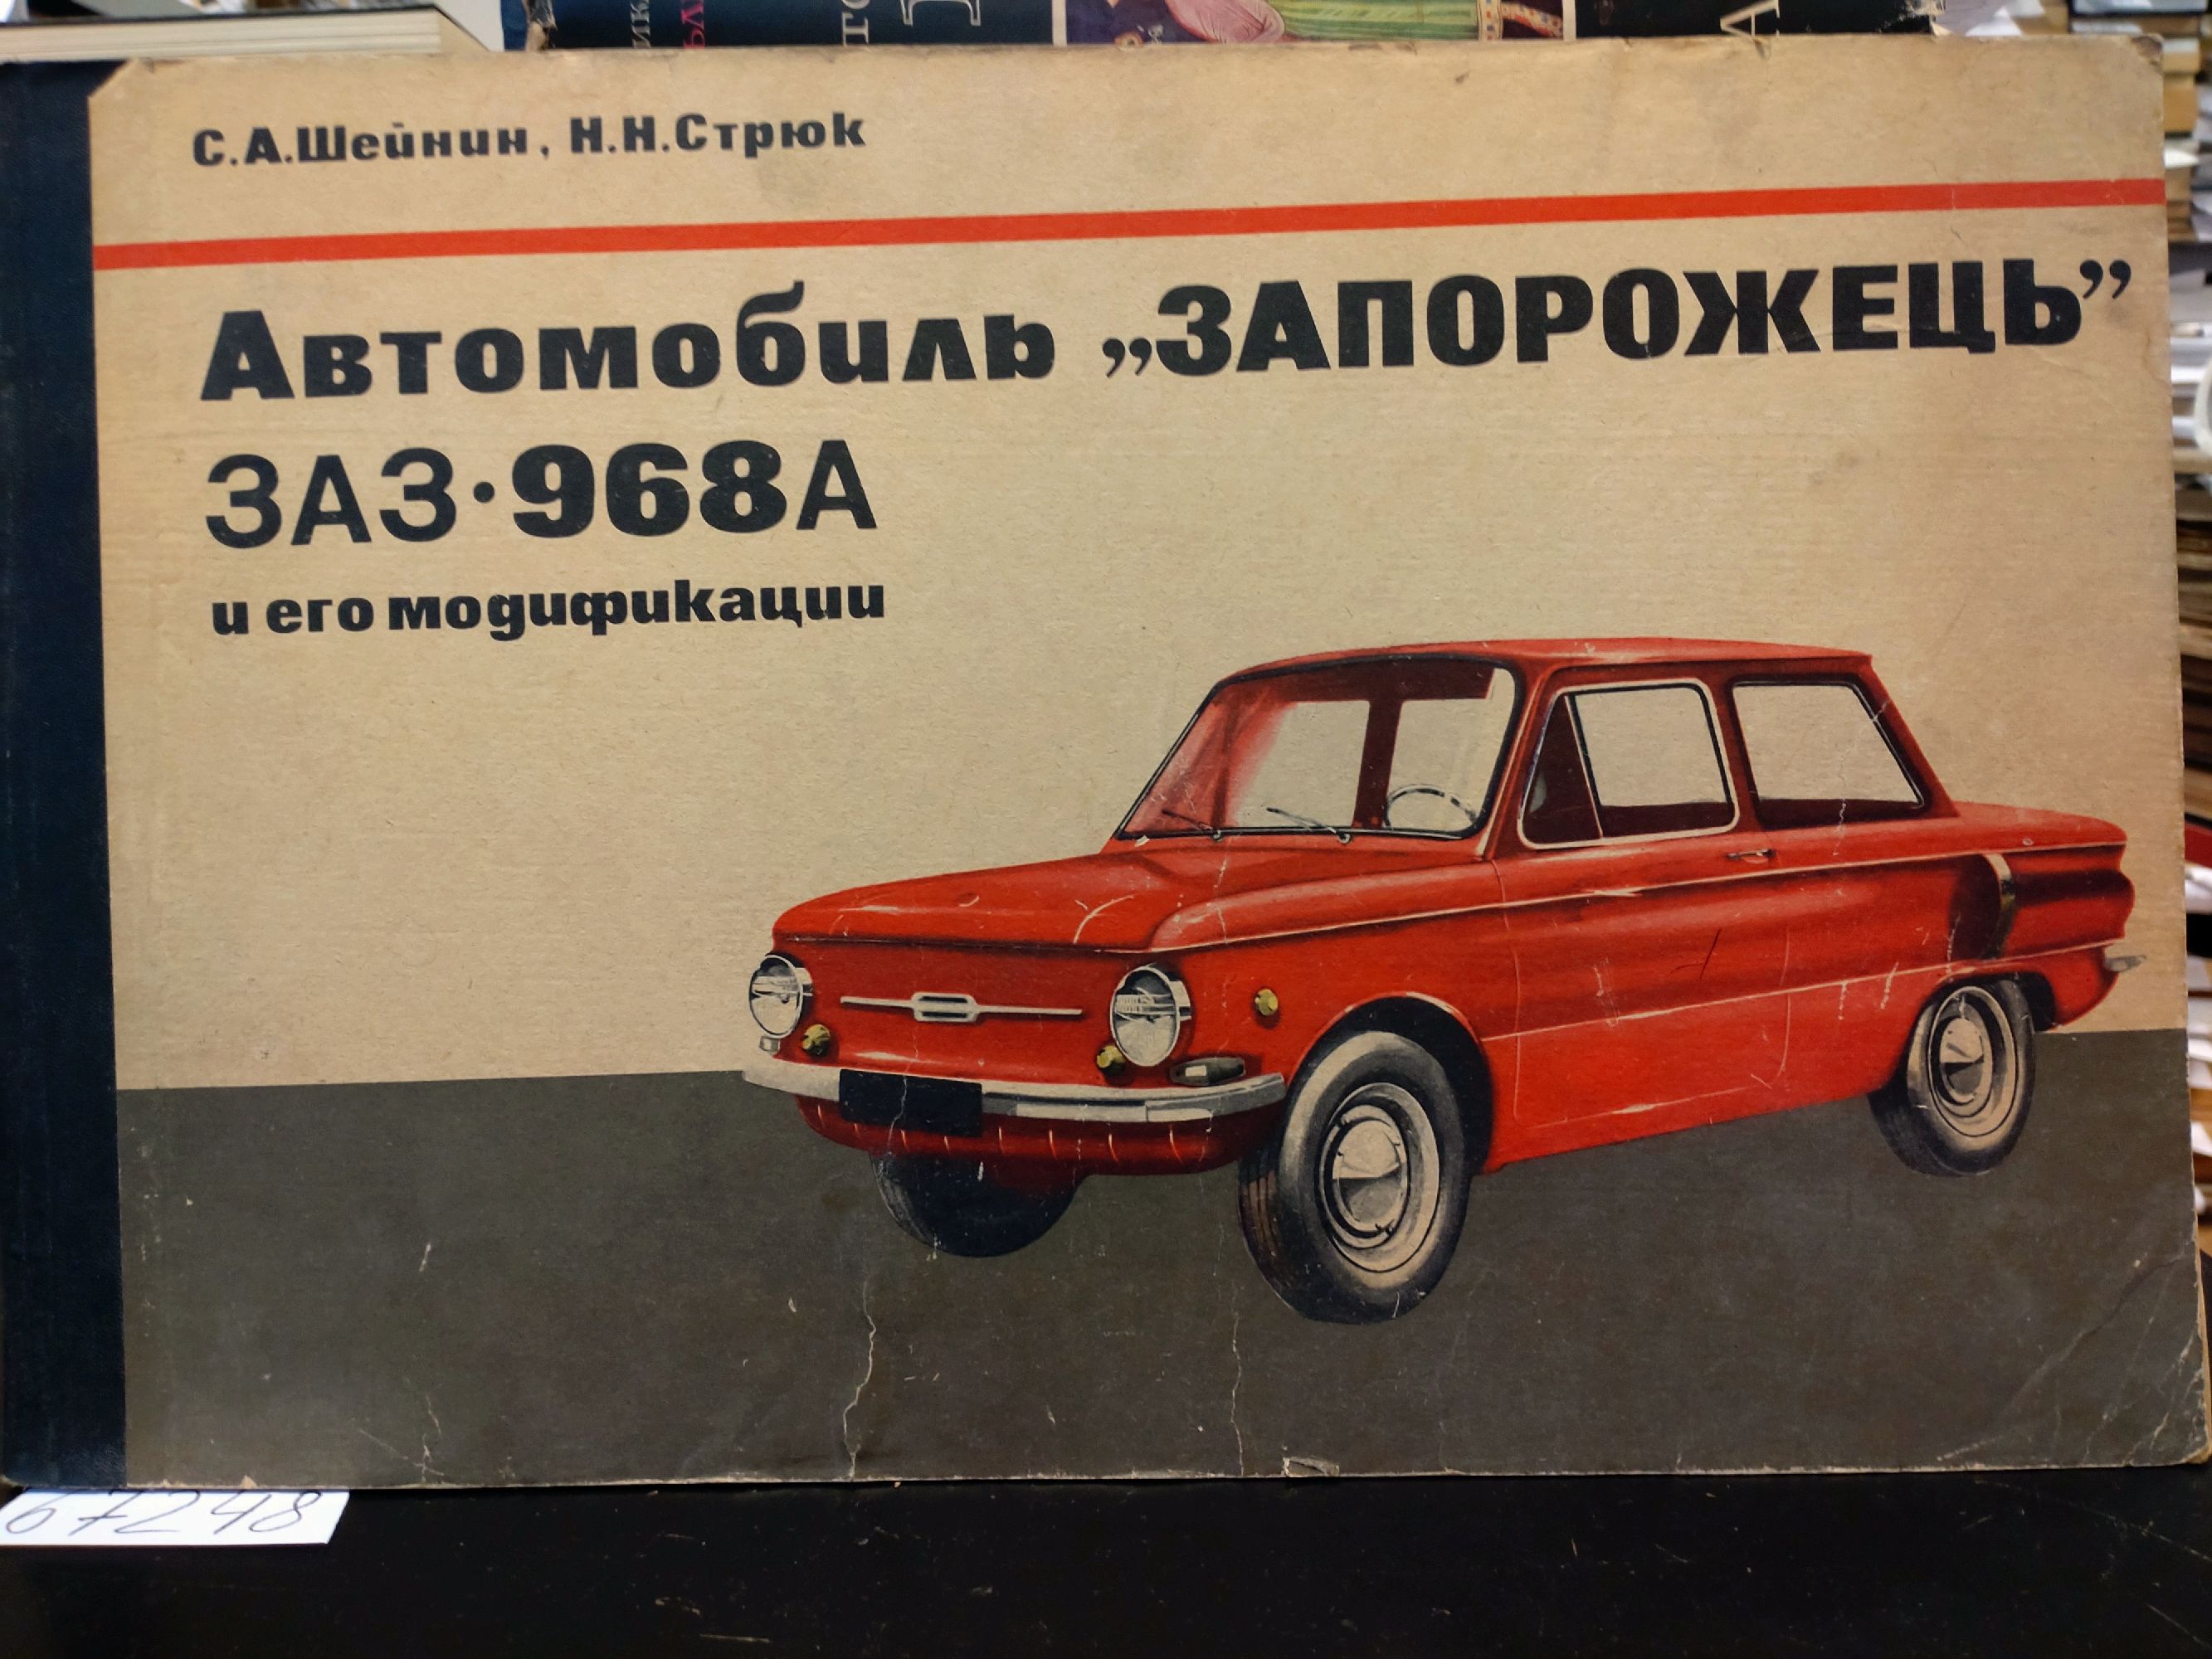 С.А.Шейнин, Н.Н.Стрюк
Автомобиль „ЗАПОРОЖЕЦЬ”
ЗАЗ·968А
и его модификации
67248